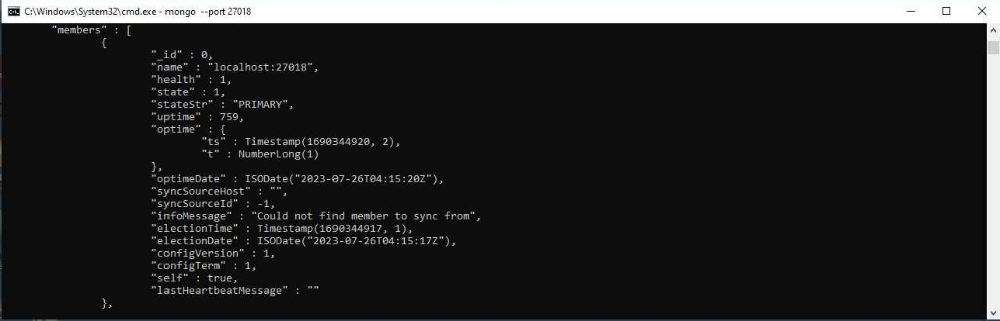 C:\Windows\System32\cmd.exe - mongo  --port 27018
"members" : [
{
"_id" : 0,
"name" : "localhost:27018",
"health" : 1,
"state" : 1,
"stateStr" : "PRIMARY",
"uptime" : 759,
"optime" : {
"ts" : Timestamp(1690344920, 2),
"t" : NumberLong(1)
},
"optimeDate" : ISODate("2023-07-26T04:15:20Z"),
"syncSourceHost" : "",
"syncSourceId" : -1,
"infoMessage" : "Could not find member to sync from",
"electionTime" : Timestamp(1690344917, 1),
"electionDate" : ISODate("2023-07-26T04:15:17Z"),
"configVersion" : 1,
"configTerm" : 1,
"self" : true,
"lastHeartbeatMessage" : ""
},